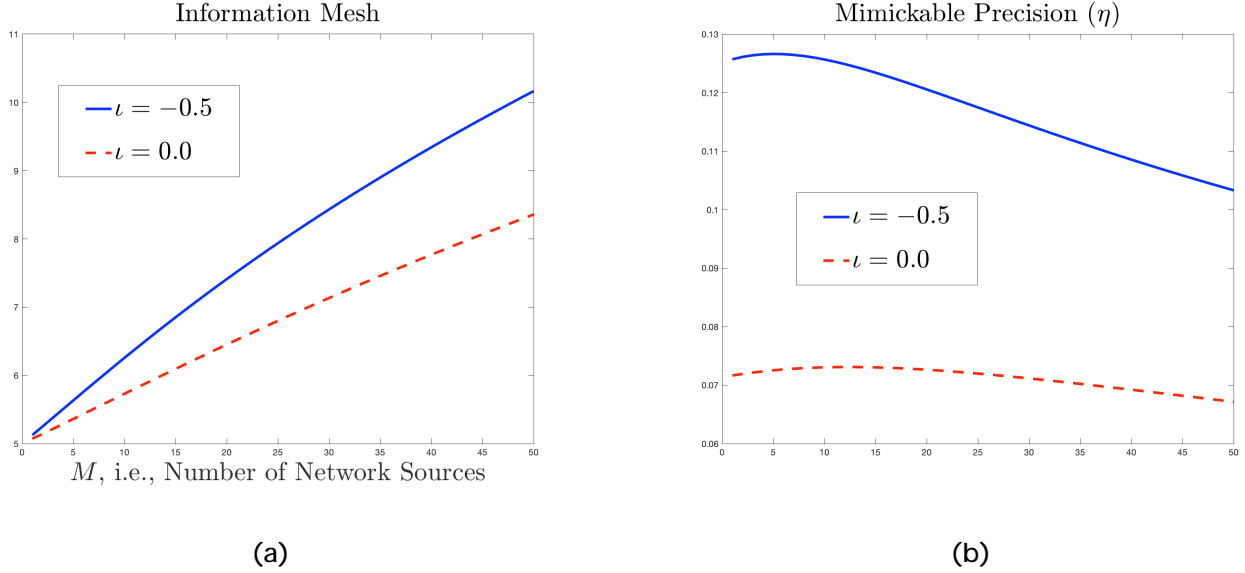 Information Mesh
11
10
9
8
7
6
5
ι = −0.5
ι = 0.0
0 5 10 15 20 25 30 35 40 45 50
M, i.e., Number of Network Sources
(a)
Mimickable Precision (η)
0.13
0.12
0.11
0.1
0.09
0.08
0.07
0.06
ι = −0.5
ι = 0.0
0 5 10 15 20 25 30 35 40 45 50
(b)